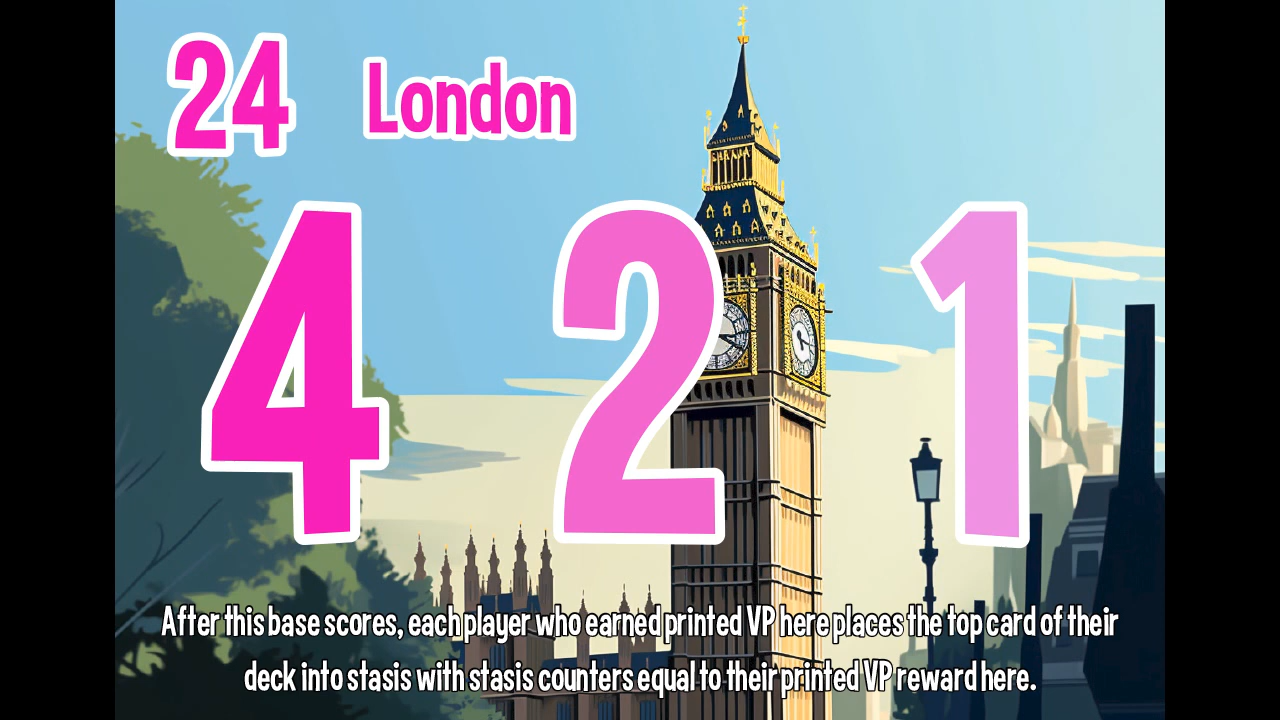 24 London
4 2 1
After this base scores, each player who earned printed VP here places the top card of their
deck into stasis with stasis counters equal to their printed VP reward here.